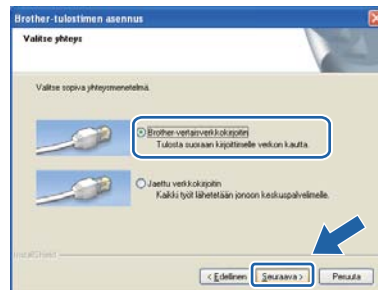 Brother-tulostimen asennus
Valitse yhteys
Valitse sopiva yhteysmenetelmä.
Brother-vertaisverkkokirjoitin
Tulosta suoraan kirjoittimelle verkon kautta.
Jaettu verkkokirjoitin
Kaikki työt lähetetään jonoon keskuspalvelimelle.
InstallShield
< Edellinen Seuraava > Peruuta